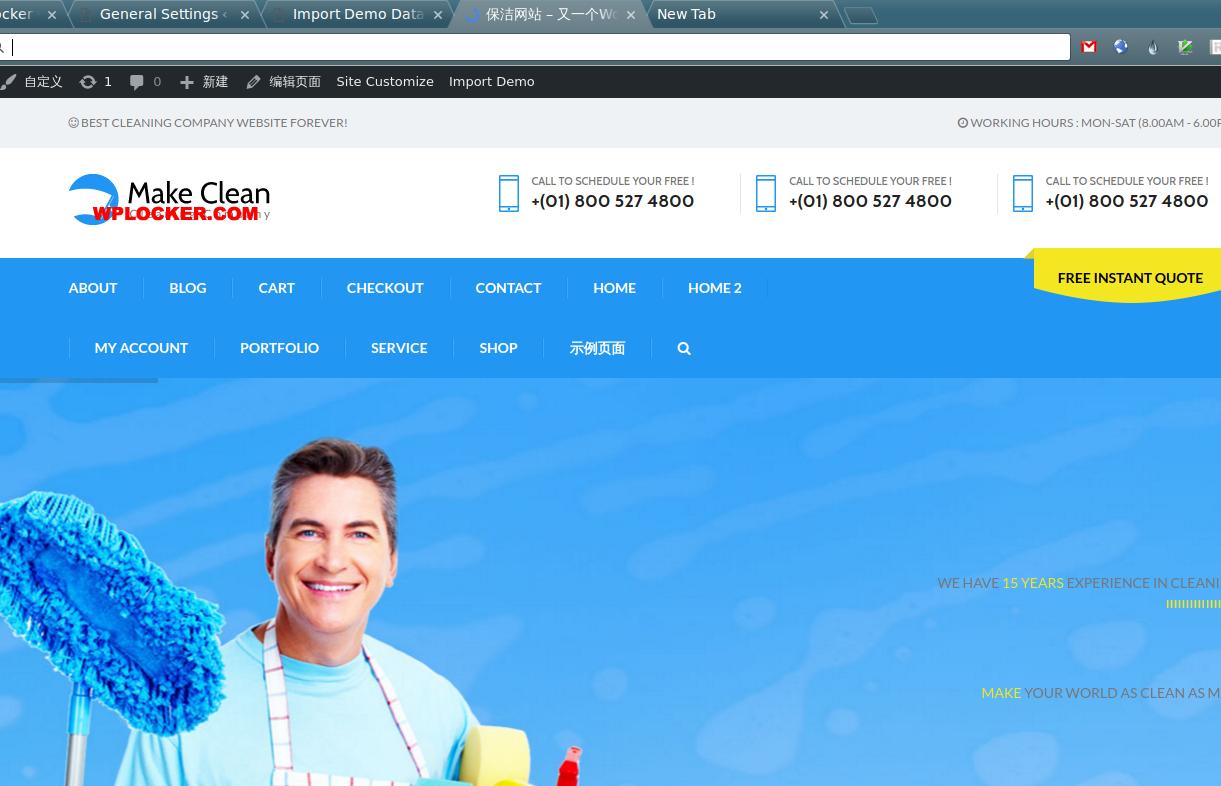 ocker
General Settings ‹
Import Demo Data
保洁网站 – 又一个Wo
New Tab
自定义
1
0
新建
编辑页面
Site Customize
Import Demo
BEST CLEANING COMPANY WEBSITE FOREVER!
WORKING HOURS : MON-SAT (8.00AM - 6.00P
Make Clean
WPLOCKER.COM
CALL TO SCHEDULE YOUR FREE !
+(01) 800 527 4800
CALL TO SCHEDULE YOUR FREE !
+(01) 800 527 4800
CALL TO SCHEDULE YOUR FREE !
+(01) 800 527 4800
FREE INSTANT QUOTE
ABOUT BLOG CART CHECKOUT CONTACT HOME HOME 2
MY ACCOUNT PORTFOLIO SERVICE SHOP 示例页面
WE HAVE 15 YEARS EXPERIENCE IN CLEANI
MAKE YOUR WORLD AS CLEAN AS M